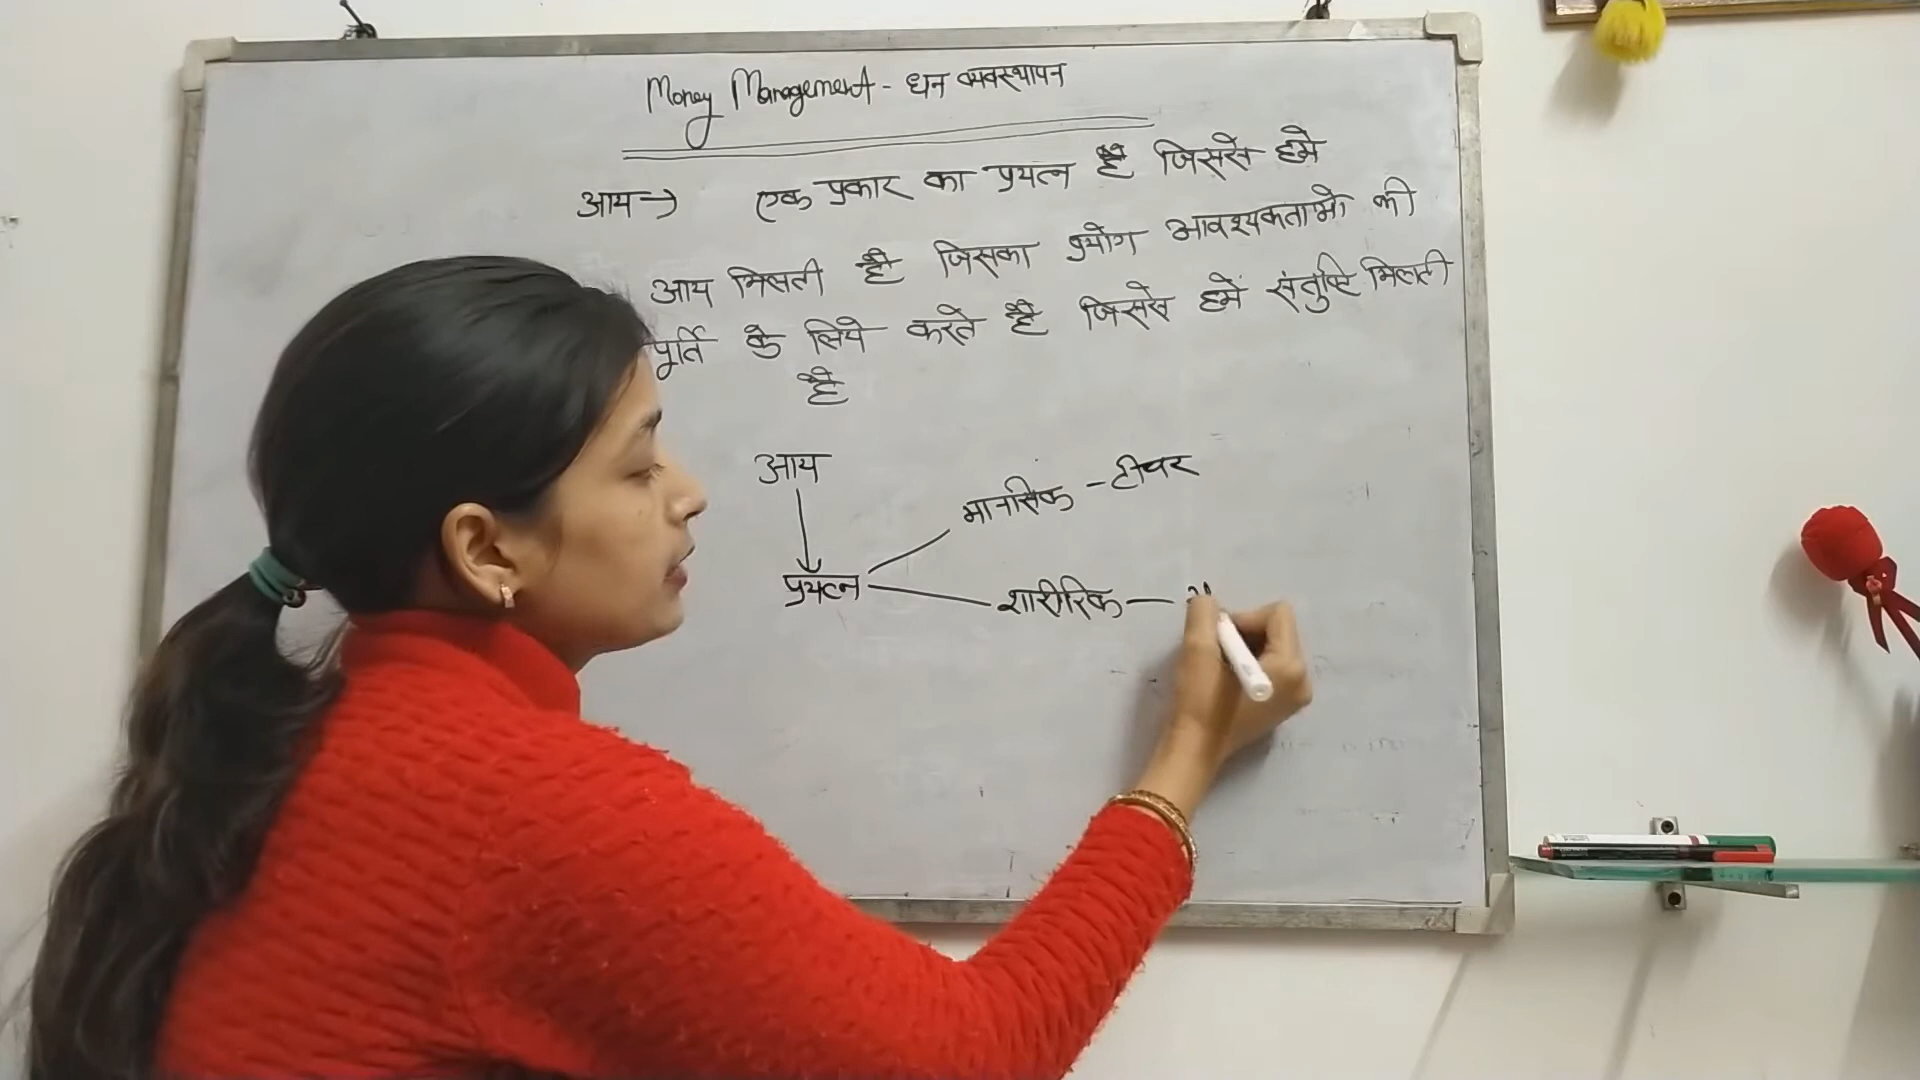 Money Management - धन व्यवस्थापन
आय → एक प्रकार का प्रयत्न है जिससे हमे
आय मिलती है जिसका प्रयोग आवश्यकताओ की
पूर्ति के लिये करते है जिससे हमें संतुष्टि मिलती
है
आय
मानसिक - टीचर
प्रयत्न
शारीरिक —